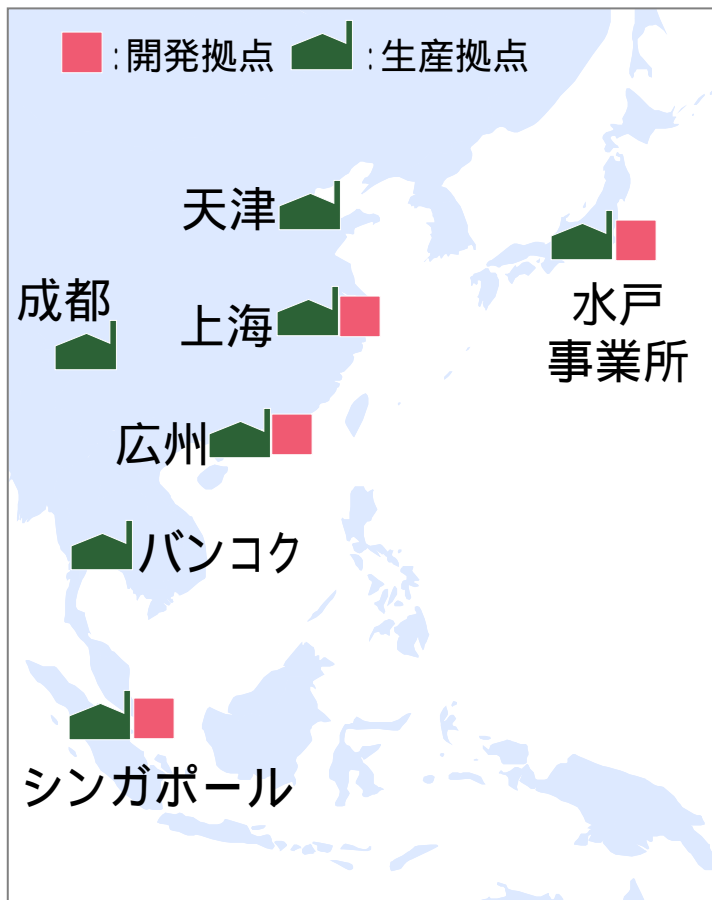 ：開発拠点 ：生産拠点
天津
成都
上海
水戸
事業所
広州
バンコク
シンガポール